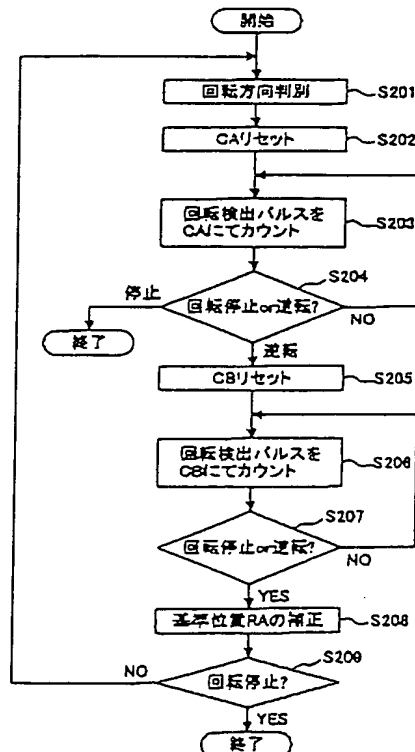 開始
回転方向判別
S201
CAリセット
S202
回転検出パルスを
CAにてカウント
S203
S204
停止
回転停止or逆転?
NO
終了
逆転
CBリセット
S205
回転検出パルスを
CBにてカウント
S206
S207
回転停止or逆転?
NO
YES
基準位置RAの補正
S208
S209
NO
回転停止?
YES
終了